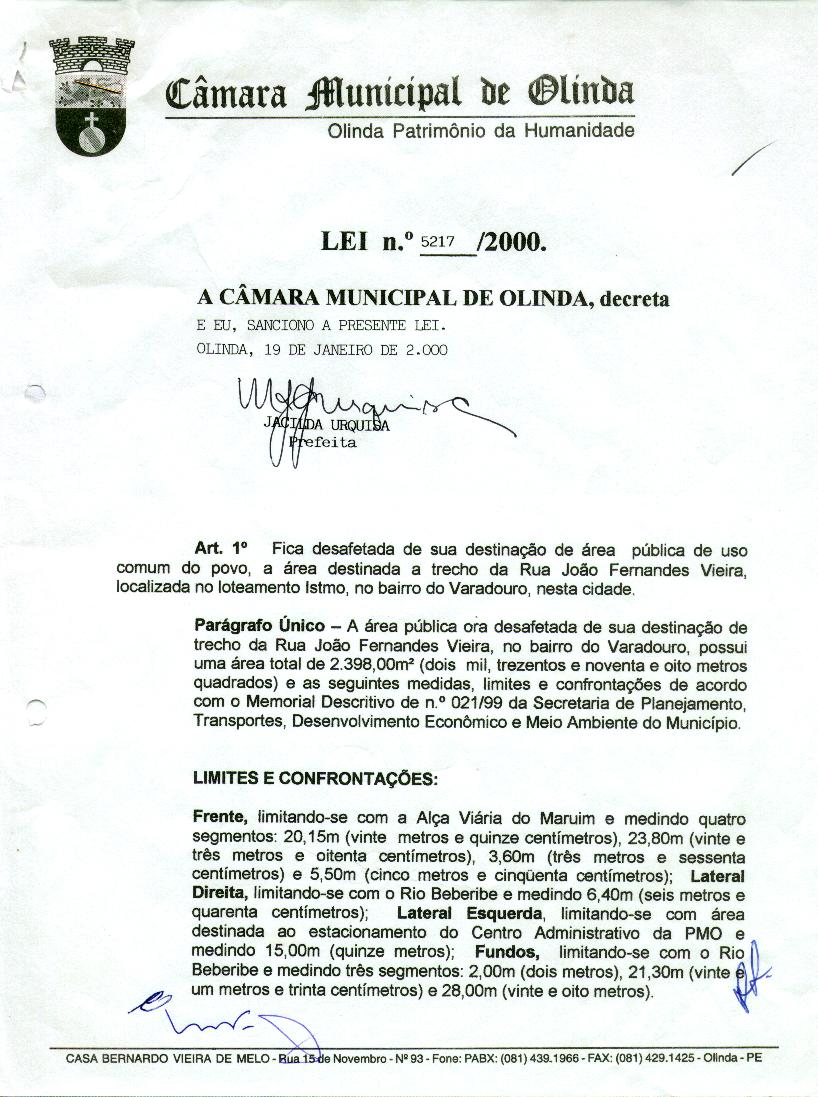 Câmara Municipal de Olinda
Olinda Patrimônio da Humanidade
LEI n.º 5217 /2000.
A CÂMARA MUNICIPAL DE OLINDA, decreta
E EU, SANCIONO A PRESENTE LEI.
OLINDA, 19 DE JANEIRO DE 2.000
JACILDA URQUISA
Prefeita
Art. 1º Fica desafetada de sua destinação de área pública de uso
comum do povo, a área destinada a trecho da Rua João Fernandes Vieira,
localizada no loteamento Istmo, no bairro do Varadouro, nesta cidade.
Parágrafo Único – A área pública ora desafetada de sua destinação de
trecho da Rua João Fernandes Vieira, no bairro do Varadouro, possui
uma área total de 2.398,00m² (dois mil, trezentos e noventa e oito metros
quadrados) e as seguintes medidas, limites e confrontações de acordo
com o Memorial Descritivo de n.º 021/99 da Secretaria de Planejamento,
Transportes, Desenvolvimento Econômico e Meio Ambiente do Município.
LIMITES E CONFRONTAÇÕES:
Frente, limitando-se com a Alça Viária do Maruim e medindo quatro
segmentos: 20,15m (vinte metros e quinze centímetros), 23,80m (vinte e
três metros e oitenta centímetros), 3,60m (três metros e sessenta
centímetros) e 5,50m (cinco metros e cinqüenta centímetros); Lateral
Direita, limitando-se com o Rio Beberibe e medindo 6,40m (seis metros e
quarenta centímetros); Lateral Esquerda, limitando-se com área
destinada ao estacionamento do Centro Administrativo da PMO e
medindo 15,00m (quinze metros); Fundos, limitando-se com o Rio
Beberibe e medindo três segmentos: 2,00m (dois metros), 21,30m (vinte e
um metros e trinta centímetros) e 28,00m (vinte e oito metros).
CASA BERNARDO VIEIRA DE MELO - Rua 15 de Novembro - Nº 93 - Fone: PABX: (081) 439.1966 - FAX: (081) 429.1425 - Olinda - PE